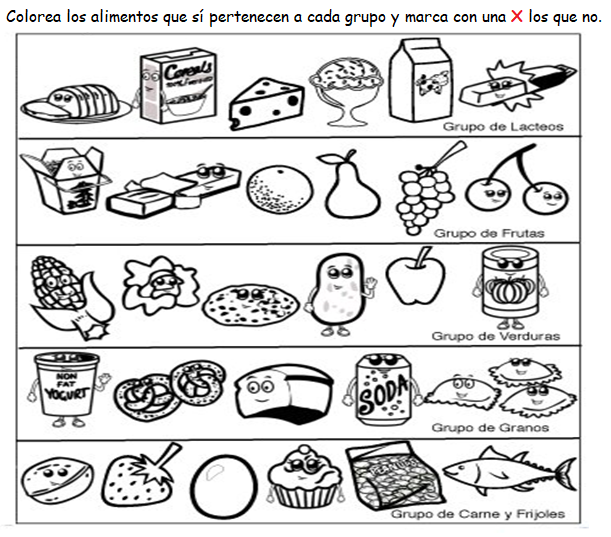 Colorea los alimentos que sí pertenecen a cada grupo y marca con una X los que no.
Cereals
Grupo de Lacteos
Grupo de Frutas
Grupo de Verduras
NON
FAT
YOGURT
SODA
Grupo de Granos
Grupo de Carne y Frijoles